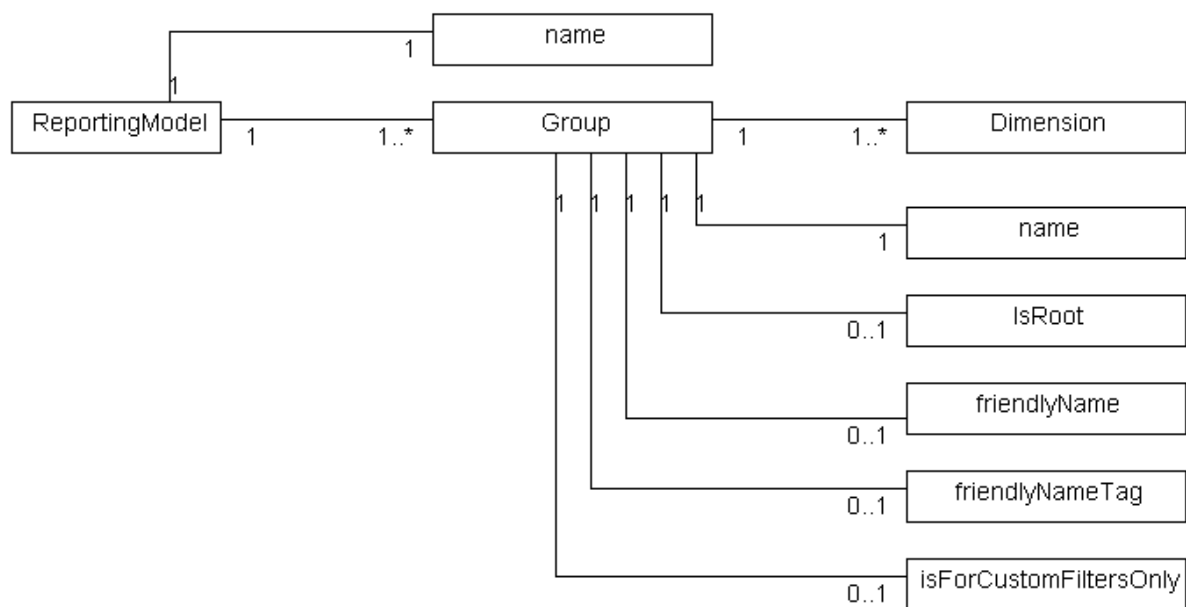 name
1
1
ReportingModel
Group
Dimension
1
1..*
1
1..*
1
1
1
1
1
name
1
IsRoot
0..1
friendlyName
0..1
friendlyNameTag
0..1
isForCustomFiltersOnly
0..1